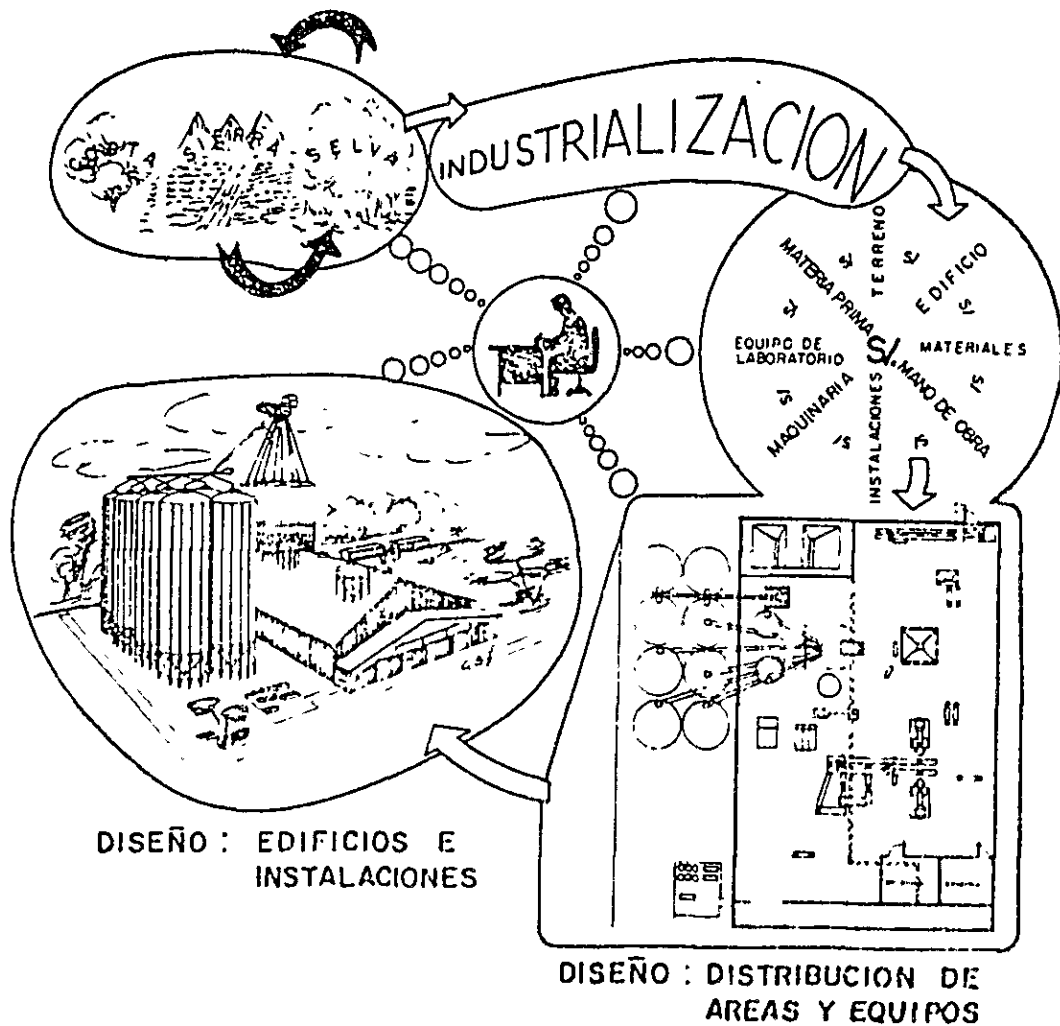 COSTA SIERRA SELVA
INDUSTRIALIZACION
TERRENO
S/
EDIFICIO
S/
MATERIALES
S/
MANO DE OBRA
S/
INSTALACIONES
S/
MAQUINARIA
S/
EQUIPO DE
LABORATORIO
S/
MATERIA PRIMA
S/
S/.
DISEÑO : EDIFICIOS E
INSTALACIONES
DISEÑO : DISTRIBUCION DE
AREAS Y EQUIPOS